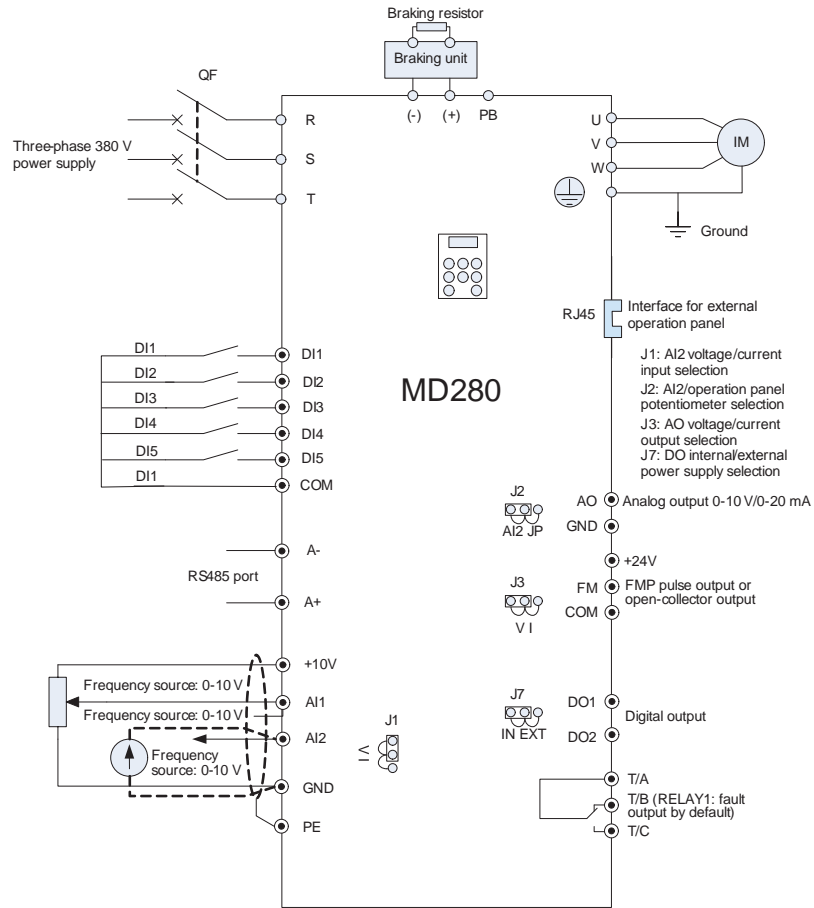 Braking resistor
Braking unit
QF
(-) (+) PB
R
S
T
Three-phase 380 V
power supply
U
V
W
IM
Ground
RJ45
Interface for external
operation panel
J1: AI2 voltage/current
input selection
J2: AI2/operation panel
potentiometer selection
J3: AO voltage/current
output selection
J7: DO internal/external
power supply selection
MD280
DI1 DI1
DI2 DI2
DI3 DI3
DI4 DI4
DI5 DI5
DI1 COM
A-
RS485 port
A+
J2
AI2 JP
J3
V I
J7
IN EXT
J1
V I
AO Analog output 0-10 V/0-20 mA
GND
+24V
FM FMP pulse output or
open-collector output
COM
DO1
Digital output
DO2
T/A
T/B (RELAY1: fault
output by default)
T/C
+10V
Frequency source: 0-10 V
AI1
Frequency source: 0-10 V
AI2
Frequency
source: 0-10 V
GND
PE